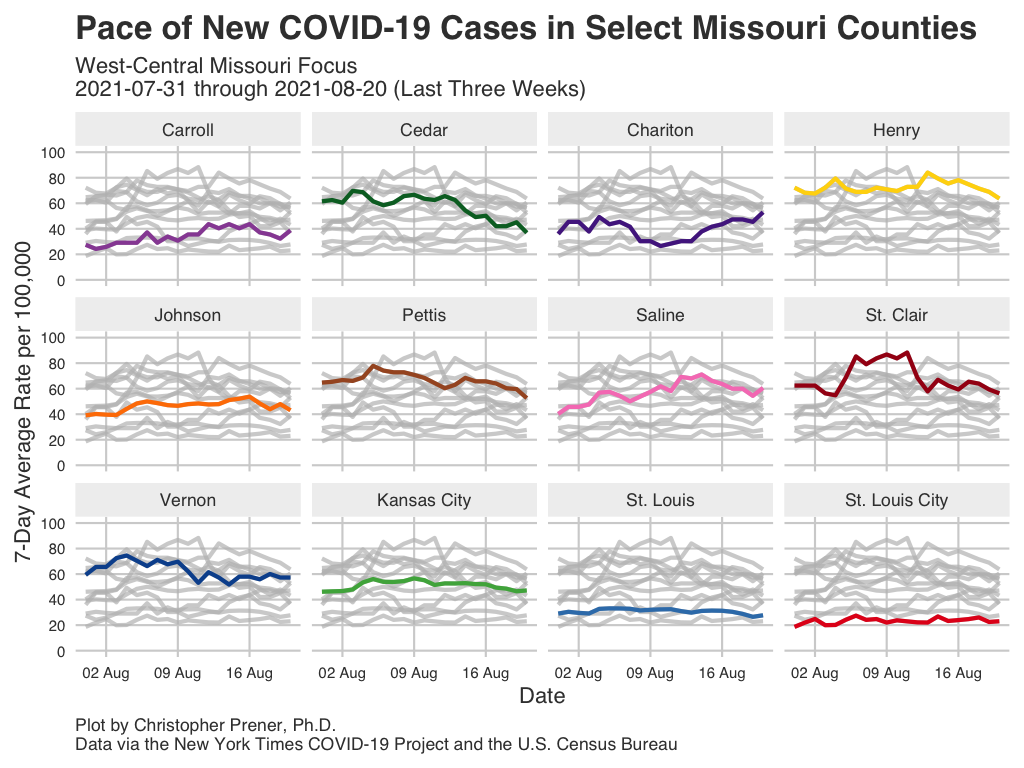 Pace of New COVID-19 Cases in Select Missouri Counties
West-Central Missouri Focus
2021-07-31 through 2021-08-20 (Last Three Weeks)
Carroll
Cedar
Chariton
Henry
100
80
60
40
20
0
Johnson
Pettis
Saline
St. Clair
100
80
60
40
20
0
Vernon
Kansas City
St. Louis
St. Louis City
100
80
60
40
20
0
7-Day Average Rate per 100,000
02 Aug 09 Aug 16 Aug 02 Aug 09 Aug 16 Aug 02 Aug 09 Aug 16 Aug 02 Aug 09 Aug 16 Aug
Date
Plot by Christopher Prener, Ph.D.
Data via the New York Times COVID-19 Project and the U.S. Census Bureau